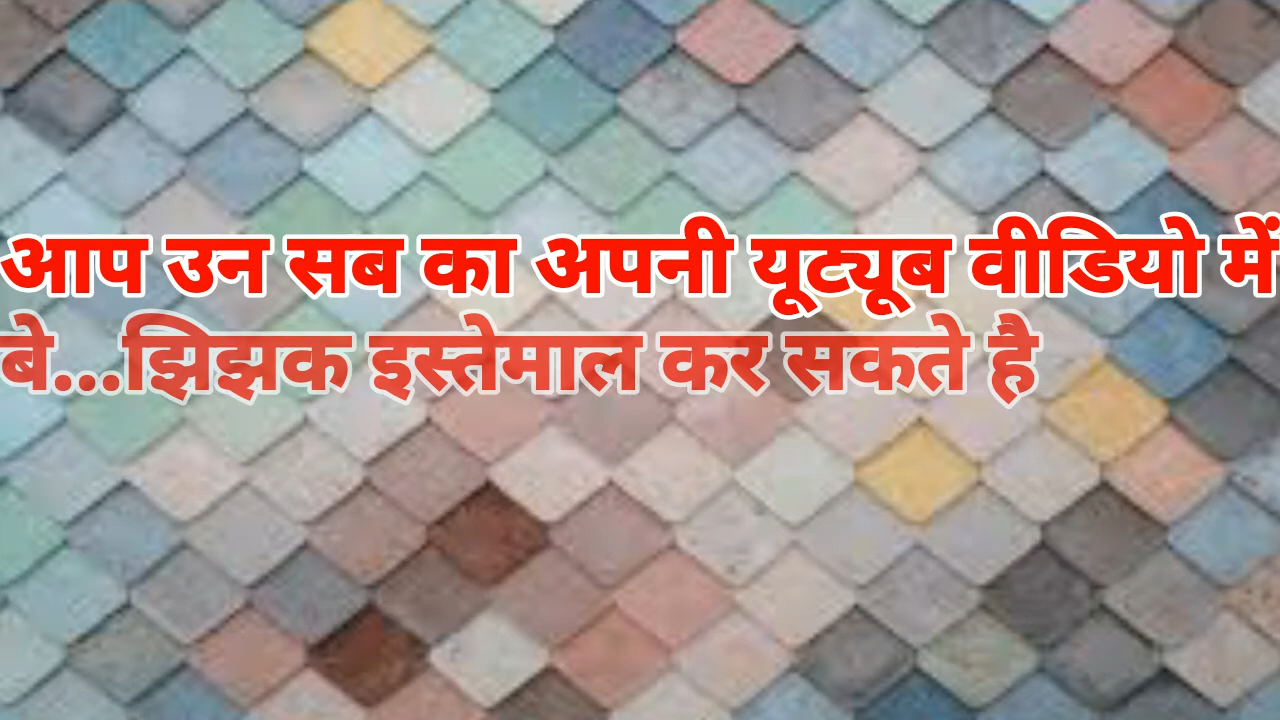 आप उन सब का अपनी यूट्यूब वीडियो में
बे...झिझक इस्तेमाल कर सकते है